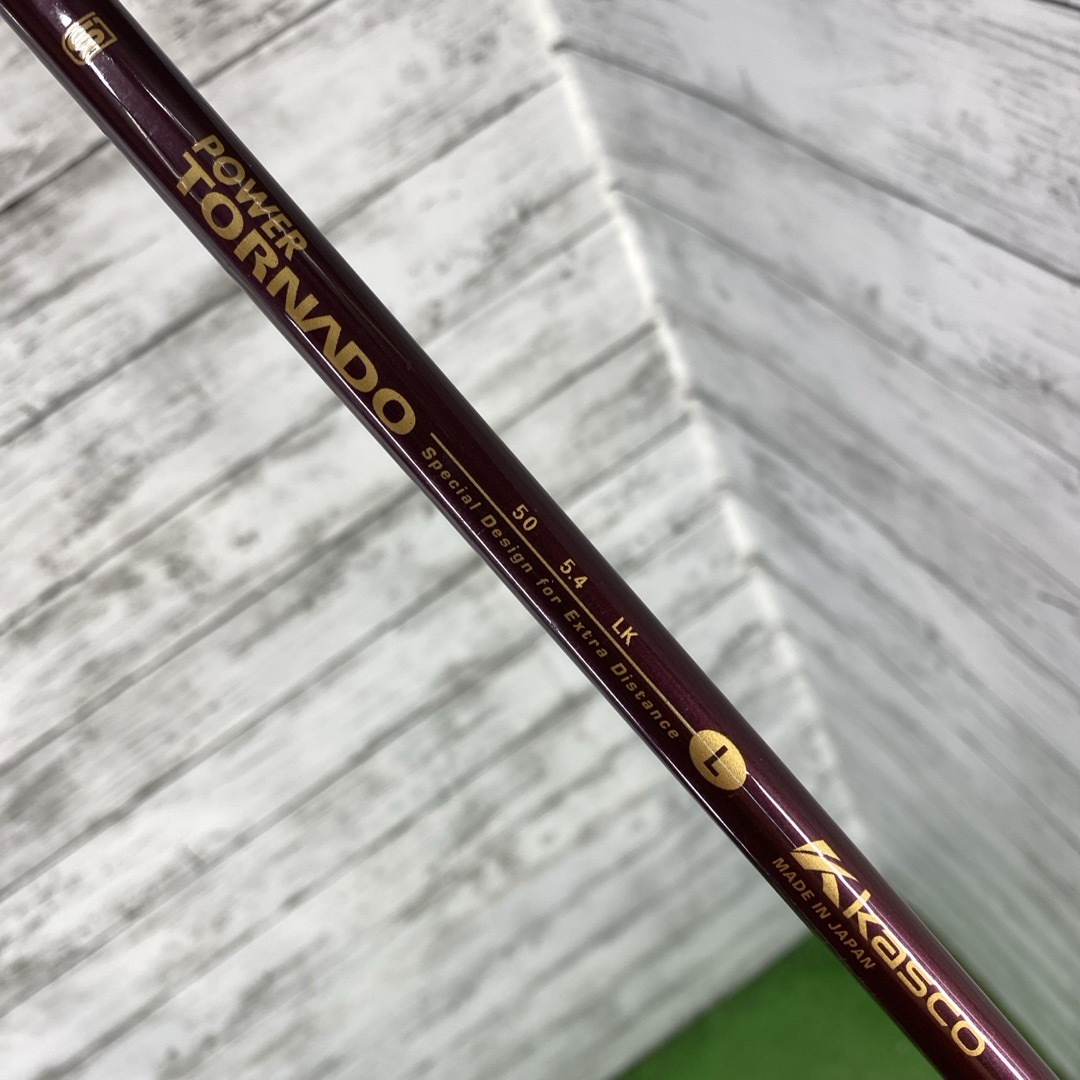 POWER
TORNADO
50 5.4 LK
Special Design for Extra Distance
L
kasco
MADE IN JAPAN